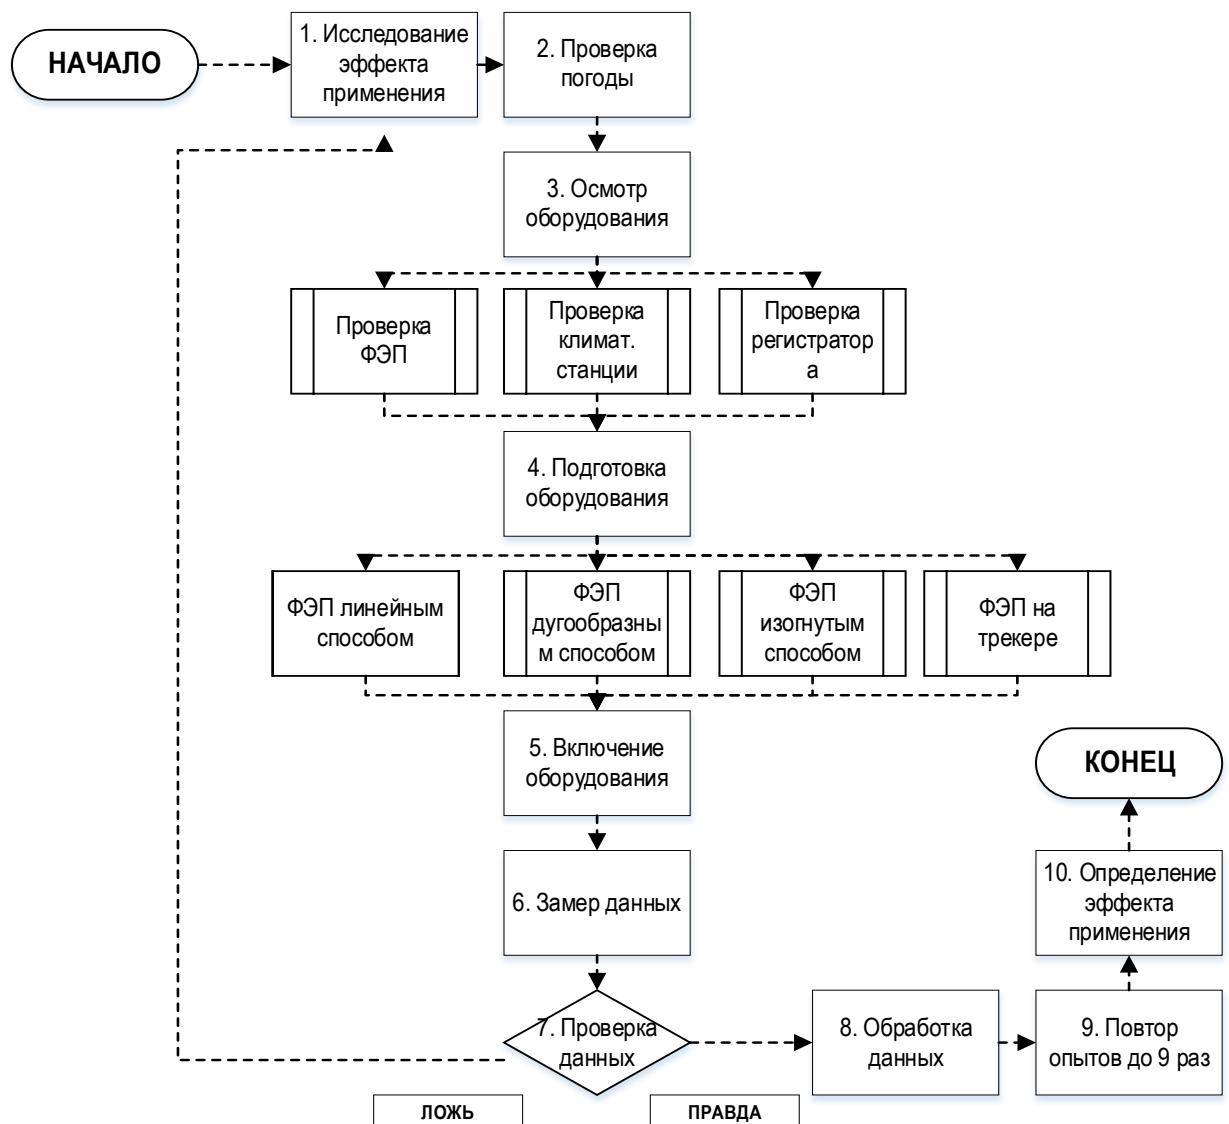 НАЧАЛО
1. Исследование
эффекта
применения
2. Проверка
погоды
3. Осмотр
оборудования
Проверка
ФЭП
Проверка
климат.
станции
Проверка
регистратор
а
4. Подготовка
оборудования
ФЭП линейным
способом
ФЭП
дугообразны
м способом
ФЭП
изогнутым
способом
ФЭП на
трекере
5. Включение
оборудования
6. Замер данных
7. Проверка
данных
8. Обработка
данных
9. Повтор
опытов до 9 раз
10. Определение
эффекта
применения
КОНЕЦ
ЛОЖЬ
ПРАВДА